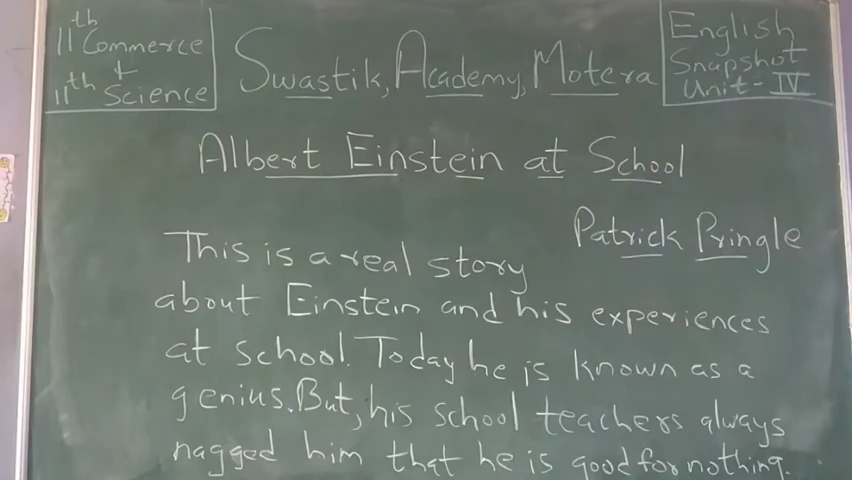 11th Commerce
+
11th Science
Swastik, Academy, Motera
English
Snapshot
Unit-IV
Albert Einstein at School
Patrick Pringle
This is a real story
about Einstein and his experiences
at school. Today he is known as a
genius. But, his school teachers always
nagged him that he is good for nothing.